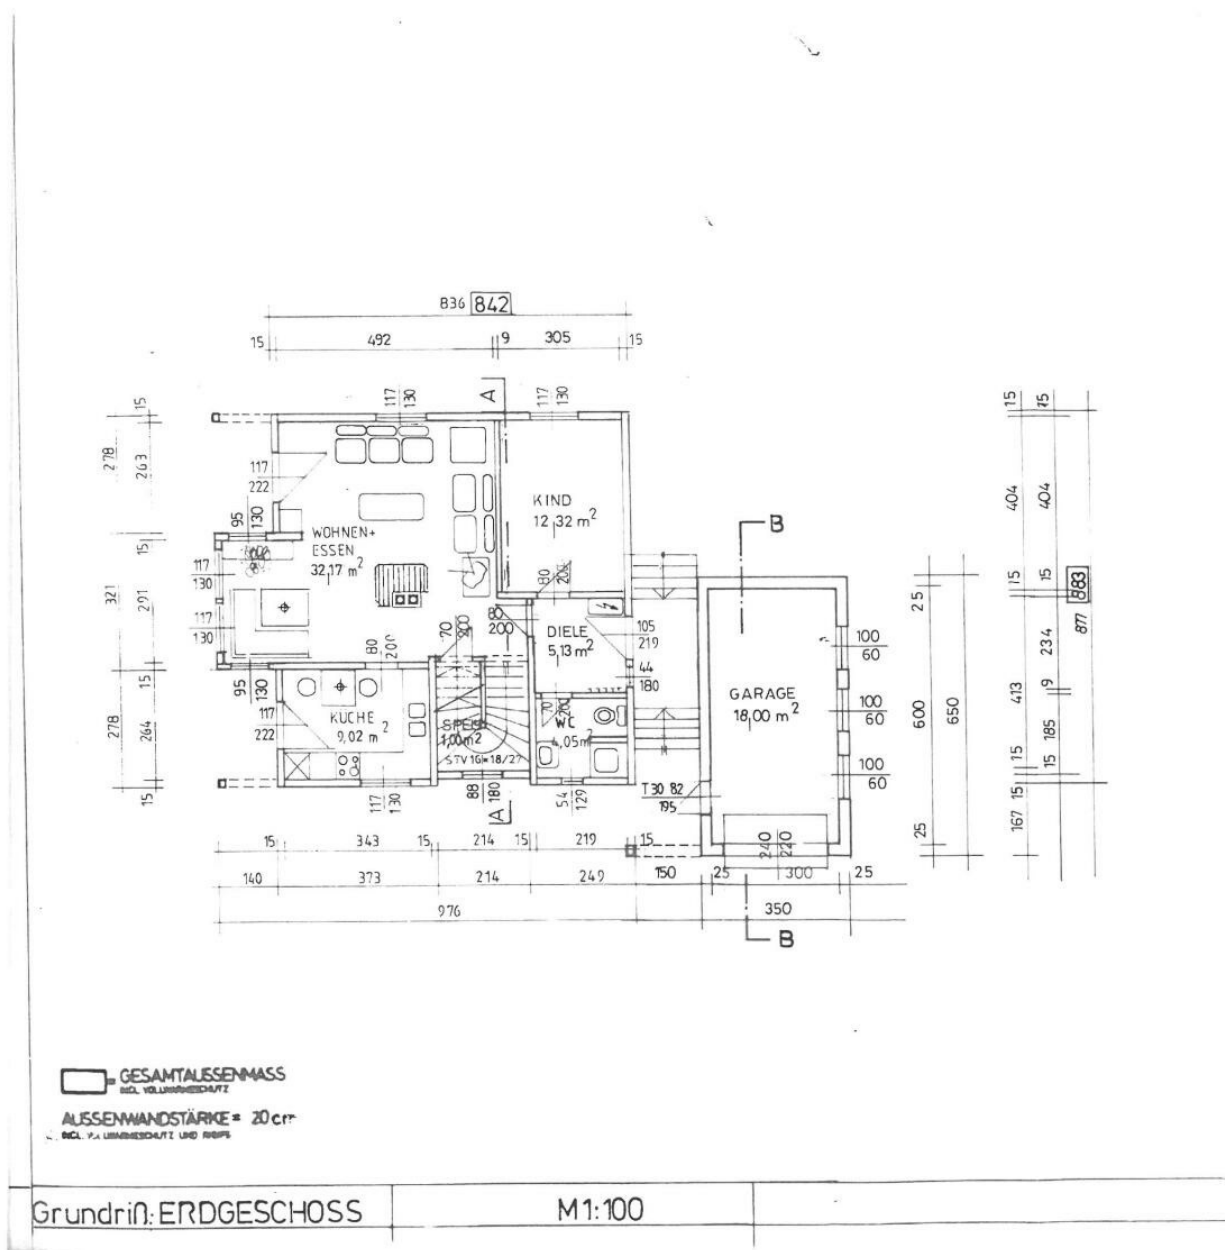 836 842
15 492 9 305 15
A
117
130
117
130
15
278
263
15
321
291
15
278
264
15
117
222
95
130
117
130
117
130
95
130
117
222
WOHNEN+
ESSEN
32,17 m²
KIND
12,32 m²
80
200
80
200
70
200
80
200
DIELE
5,13 m²
105
219
44
180
KÜCHE
9,02 m²
SPEIS
1,00 m²
STV 16 = 18/27
70
200
WC
4,05 m²
117
130
88
180
A
54
129
B
GARAGE
18,00 m²
100
60
100
60
100
60
T30 82
195
240
220
B
25
600
25
650
15
404
15
413
15
15
167
15
404
15
234
9
185
15
883
877
15 343 15 214 15 219 15
140 373 214 249 150 25 300 25
976 350
GESAMTAUSSENMASS
INCL. VOLLWÄRMESCHUTZ
AUSSENWANDSTÄRKE = 20 cm
Grundriß: ERDGESCHOSS M 1:100